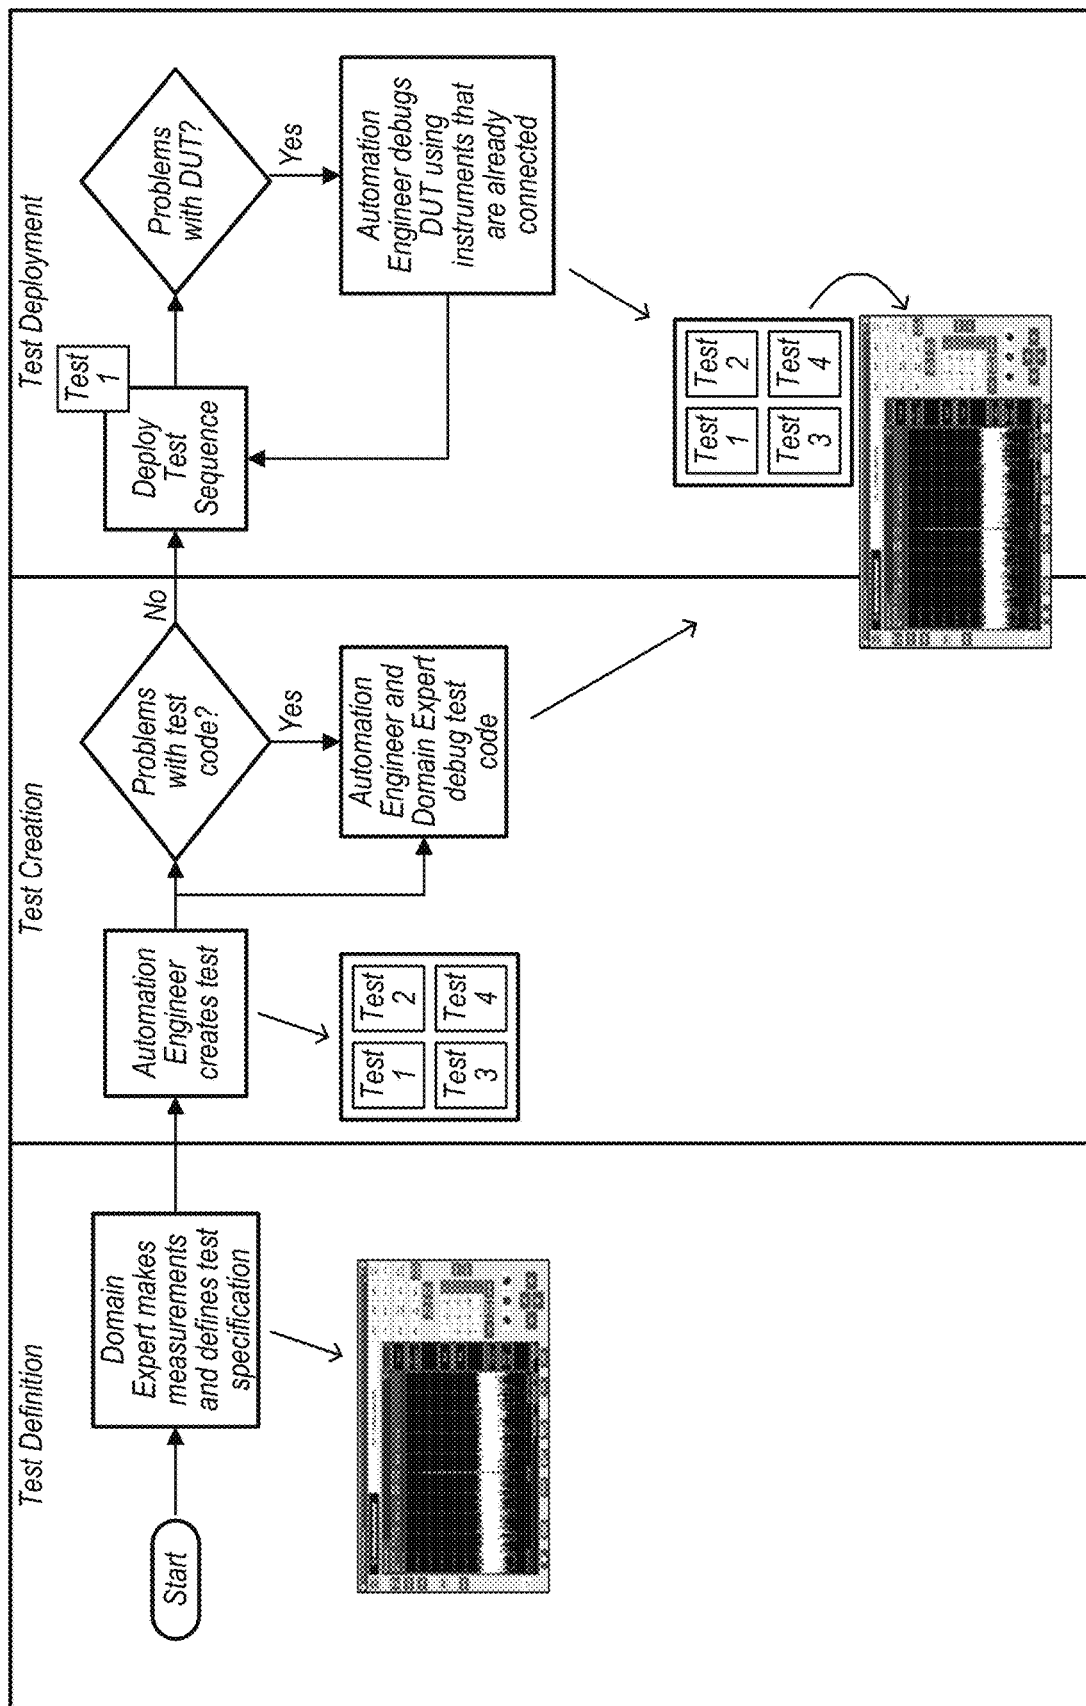 Test Definition
Start
Domain
Expert makes
measurements
and defines test
specification
Test Creation
Automation
Engineer
creates test
Test
1
Test
2
Test
3
Test
4
Problems
with test
code?
No
Yes
Automation
Engineer and
Domain Expert
debug test
code
Test Deployment
Deploy
Test
Sequence
Test
1
Problems
with DUT?
Yes
Automation
Engineer debugs
DUT using
instruments that
are already
connected
Test
1
Test
2
Test
3
Test
4